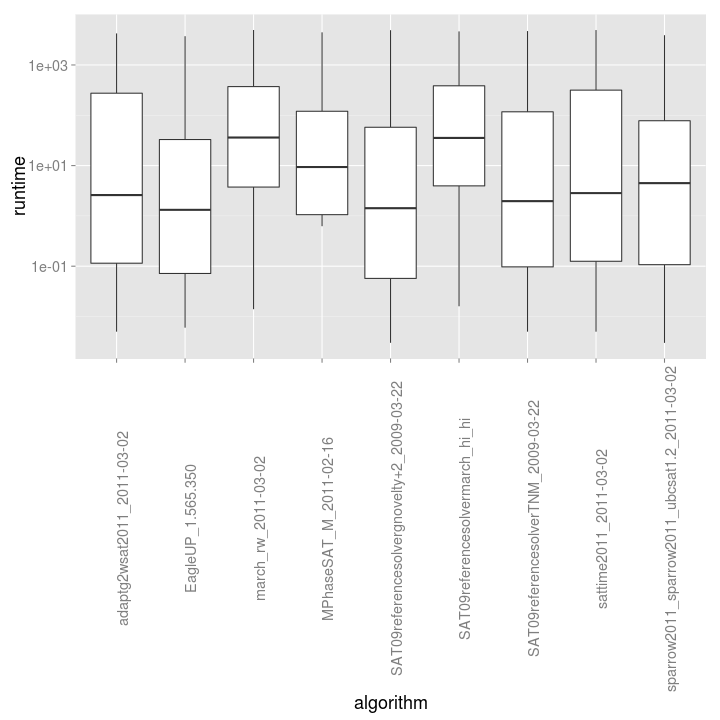 1e+03
1e+01
1e-01
runtime
adaptg2wsat2011_2011-03-02
EagleUP_1.565.350
march_rw_2011-03-02
MPhaseSAT_M_2011-02-16
SAT09referencesolvergnovelty+2_2009-03-22
SAT09referencesolvermarch_hi_hi
SAT09referencesolverTNM_2009-03-22
sattime2011_2011-03-02
sparrow2011_sparrow2011_ubcsat1.2_2011-03-02
algorithm